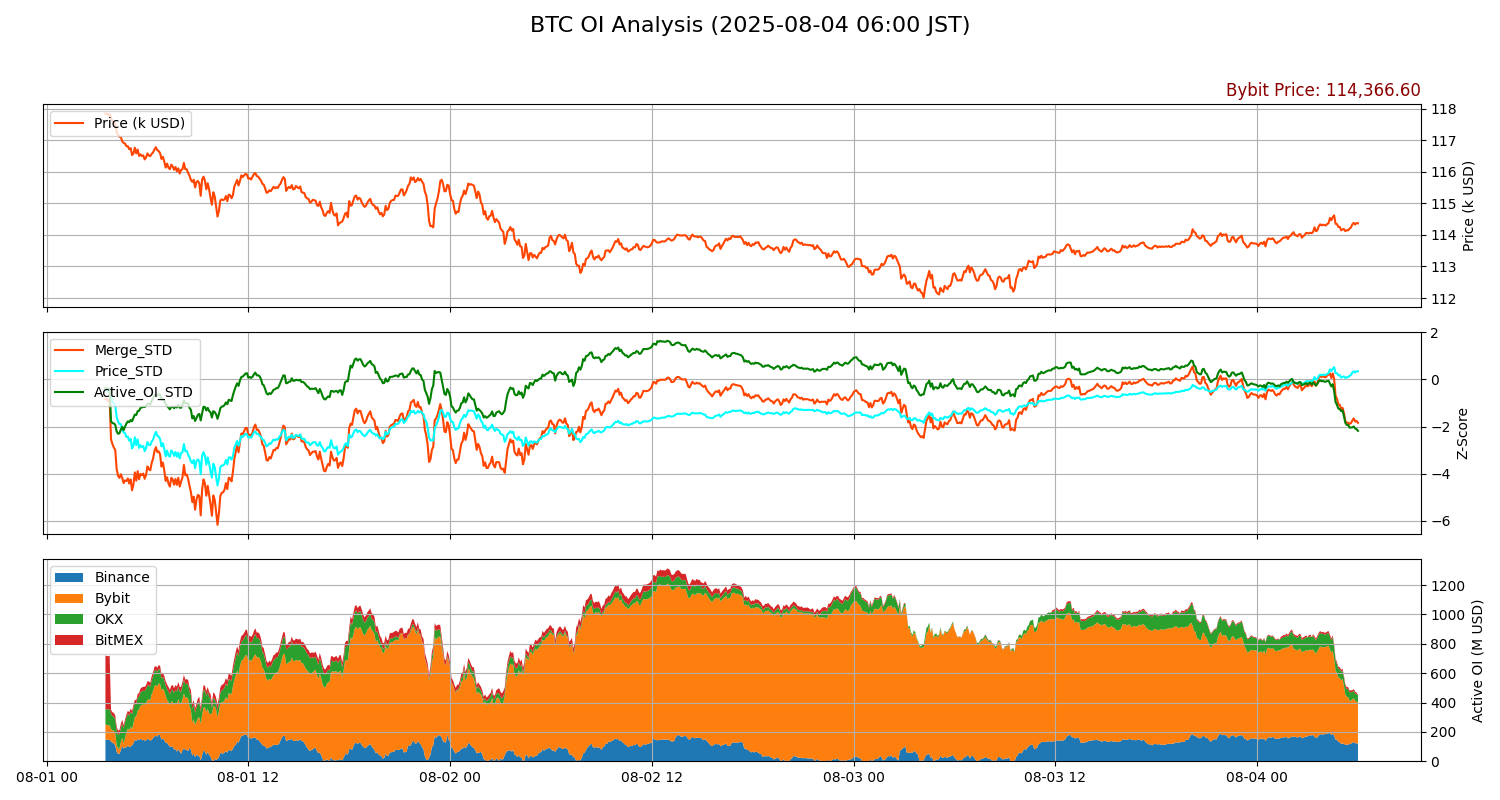 BTC OI Analysis (2025-08-04 06:00 JST)
Bybit Price: 114,366.60
Price (k USD)
118
117
116
115
114
113
112
Price (k USD)
Merge_STD
Price_STD
Active_OI_STD
2
0
−2
−4
−6
Z-Score
Binance
Bybit
OKX
BitMEX
1200
1000
800
600
400
200
0
Active OI (M USD)
08-01 00
08-01 12
08-02 00
08-02 12
08-03 00
08-03 12
08-04 00